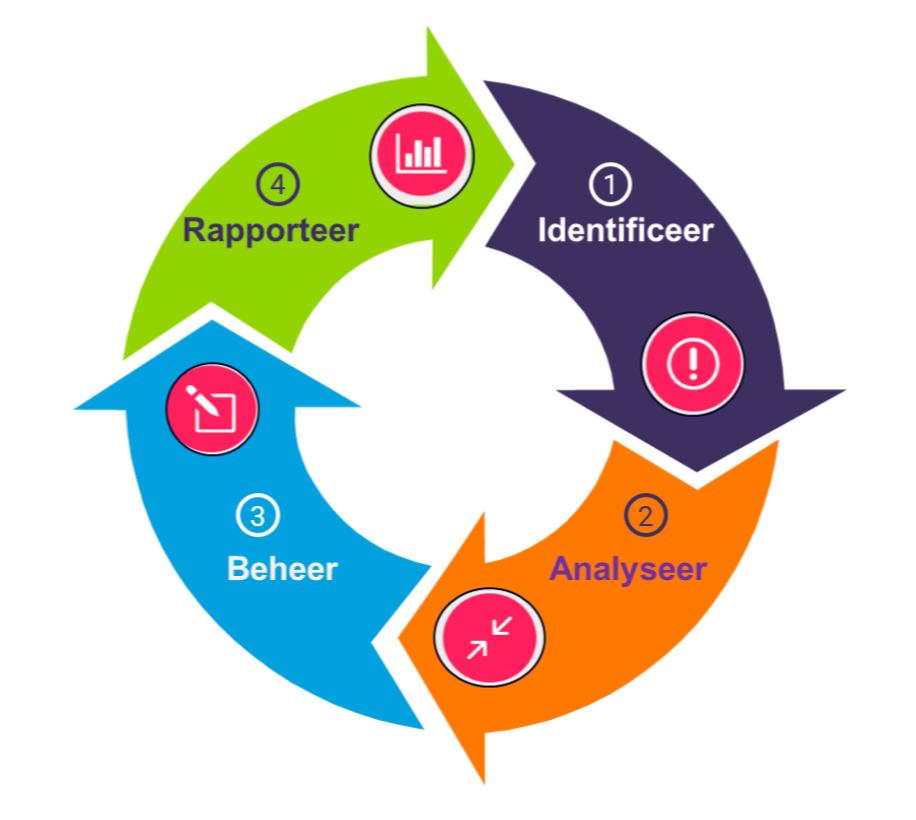 1
Identificeer
2
Analyseer
3
Beheer
4
Rapporteer